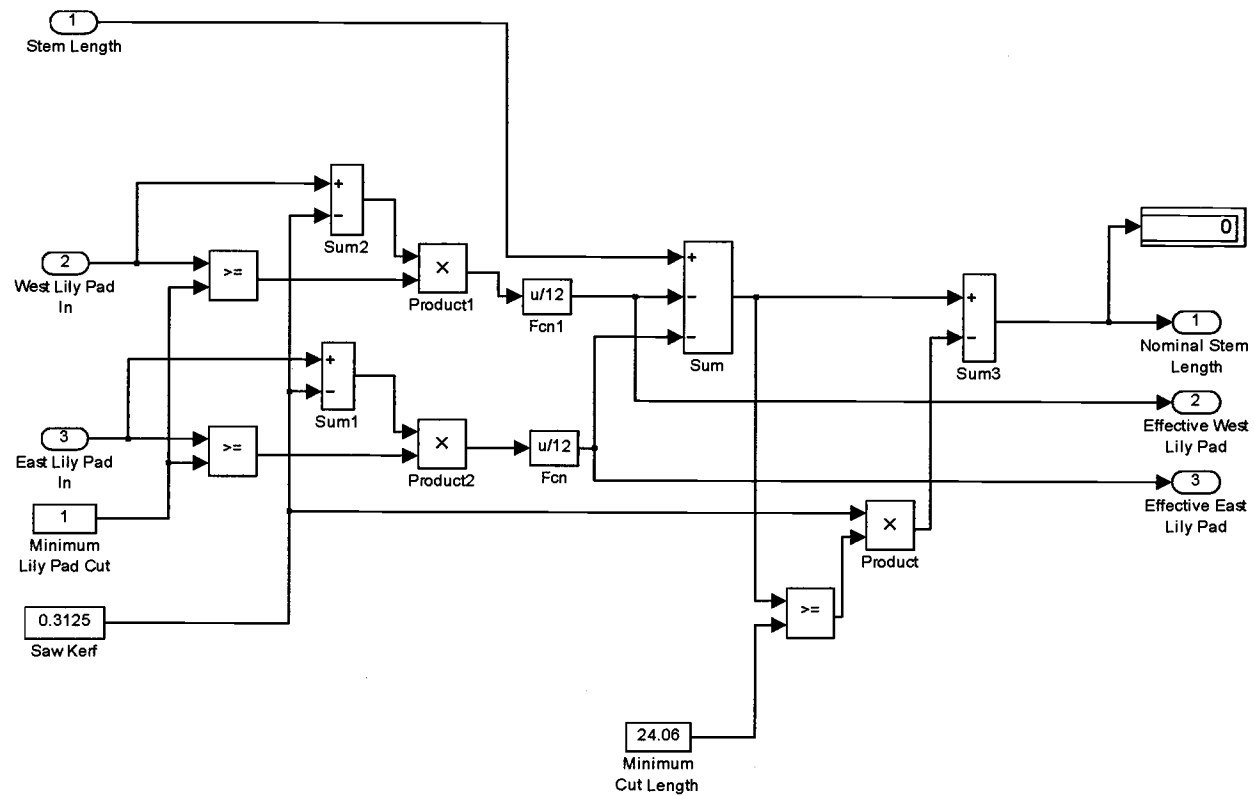 1
Stem Length
+
−
Sum2
2
West Lily Pad
In
>=
×
Product1
u/12
Fcn1
+
−
−
Sum
+
−
Sum3
0
1
Nominal Stem
Length
+
−
Sum1
2
Effective West
Lily Pad
3
East Lily Pad
In
>=
×
Product2
u/12
Fcn
3
Effective East
Lily Pad
1
Minimum
Lily Pad Cut
×
Product
>=
0.3125
Saw Kerf
24.06
Minimum
Cut Length